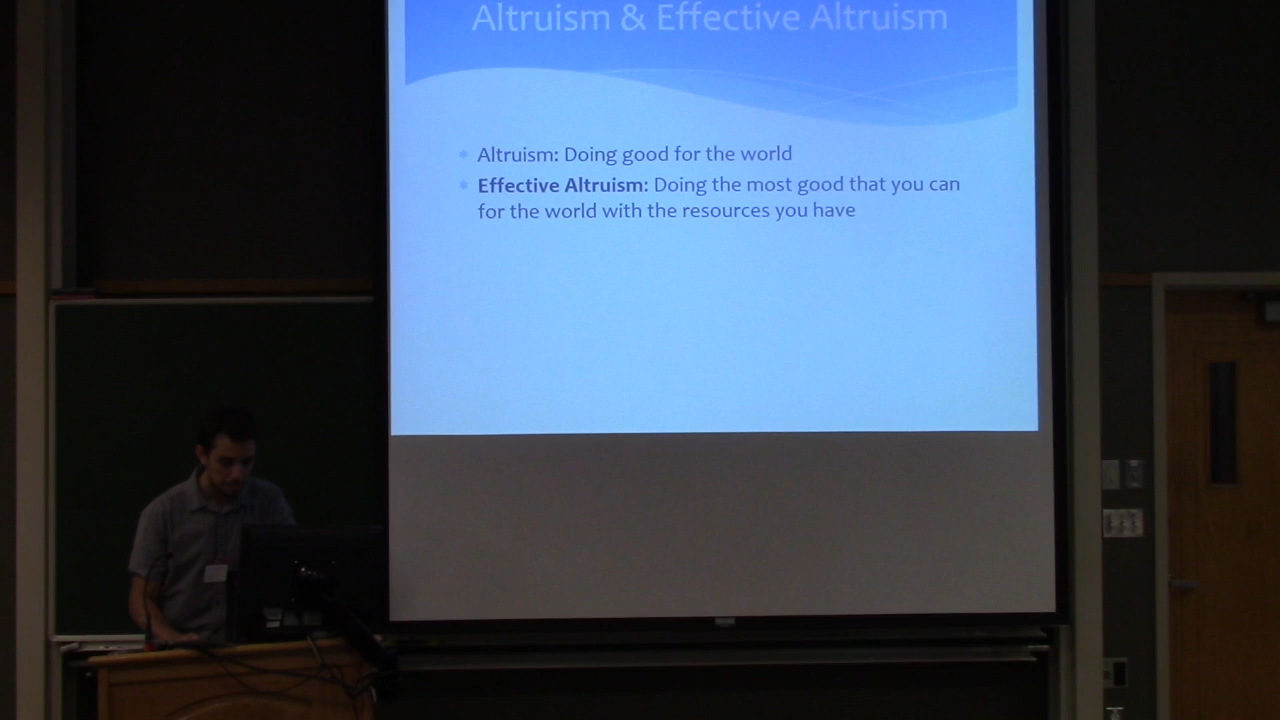 Altruism & Effective Altruism
Altruism: Doing good for the world
Effective Altruism: Doing the most good that you can
for the world with the resources you have